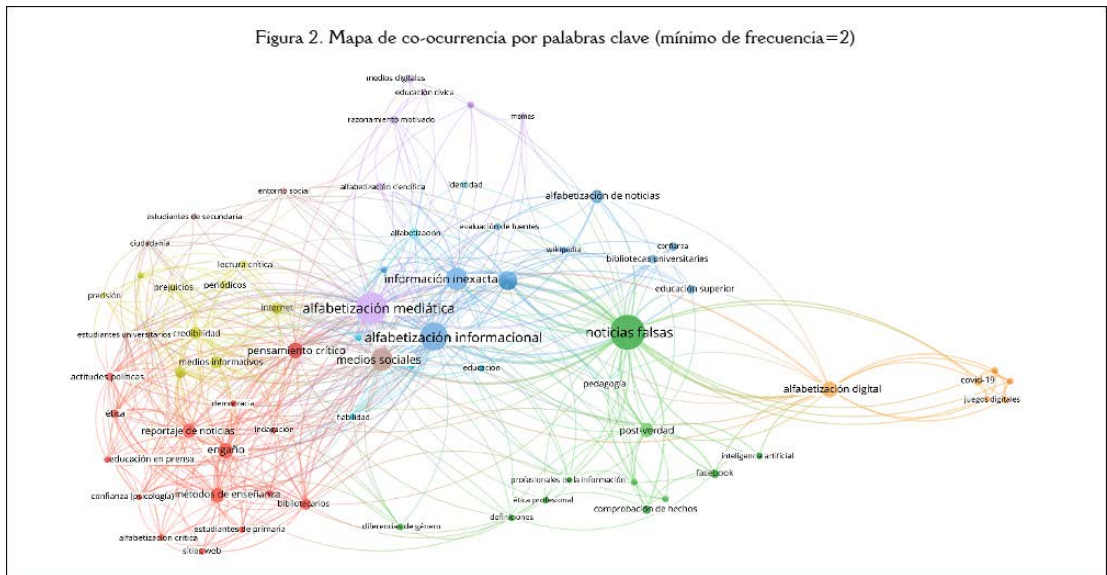 Figura 2. Mapa de co-ocurrencia por palabras clave (mínimo de frecuencia=2)
medios digitales
educación cívica
razonamiento motivado
memes
alfabetización científica
identidad
entorno social
alfabetización de noticias
estudiantes de secundaria
evaluación de fuentes
alfabetización
ciudadanía
wikipedia
confianza
bibliotecas universitarias
lectura crítica
información inexacta
periódicos
prejuicios
educación superior
precisión
internet
alfabetización mediática
estudiantes universitarios
credibilidad
alfabetización informacional
noticias falsas
pensamiento crítico
medios sociales
medios informativos
educación
actitudes políticas
pedagogía
covid-19
alfabetización digital
juegos digitales
democracia
ética
fiabilidad
reportaje de noticias
indagación
post-verdad
engaño
inteligencia artificial
educación en prensa
facebook
profesionales de la información
confianza (psicología)
métodos de enseñanza
ética profesional
bibliotecarios
comprobación de hechos
definiciones
diferencias de género
estudiantes de primaria
alfabetización crítica
sitios web